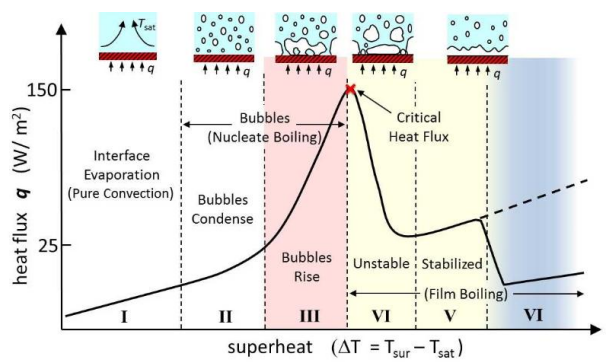 T_sat
q
q
q
q
q
150
Bubbles
(Nucleate Boiling)
Critical
Heat Flux
Interface
Evaporation
(Pure Convection)
Bubbles
Condense
25
Bubbles
Rise
Unstable
Stabilized
(Film Boiling)
I
II
III
VI
V
VI
heat flux q (W/ m²)
superheat (ΔT = T_sur – T_sat)